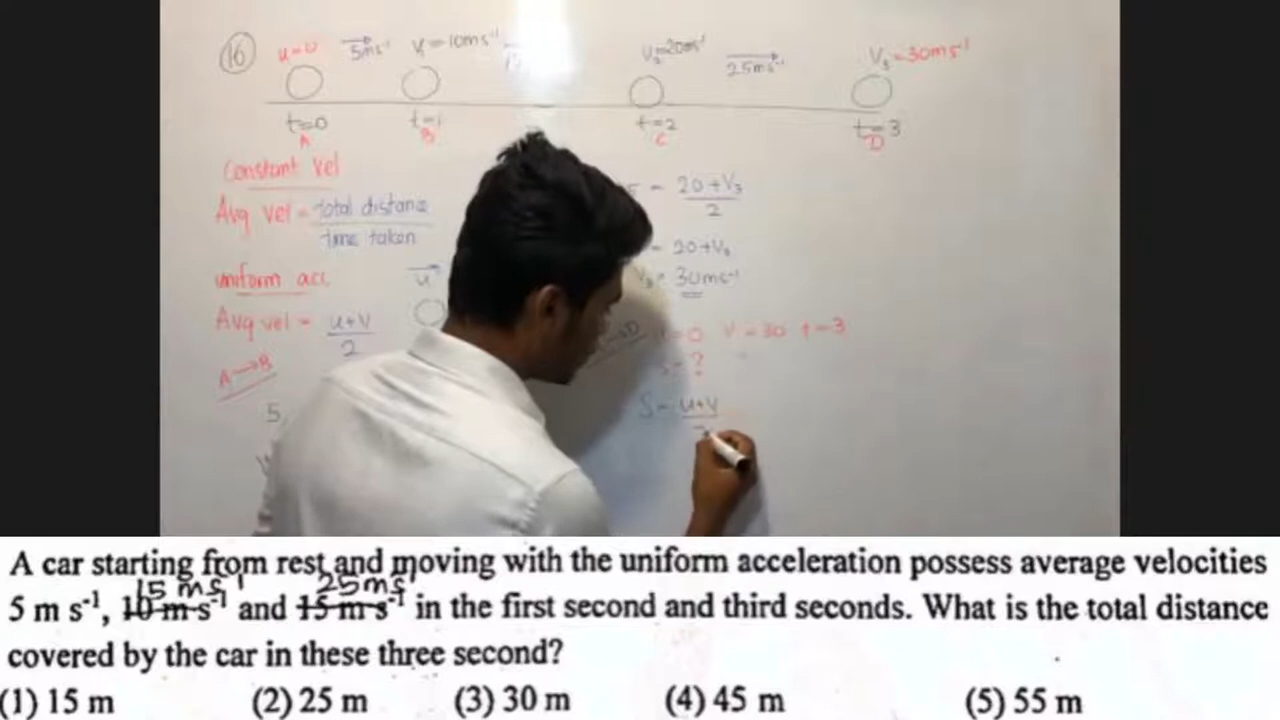 16
u=0 5ms⁻¹ V₁=10ms⁻¹ V₂=20ms⁻¹ 25ms⁻¹ V₃=30ms⁻¹
t=0 t=1 t=2 t=3
A B C D
Constant Vel
Avg vel = total distance
time taken
uniform acc
Avg vel = u+v
2
A→B
5
u
= 20+V₃
2
= 20+V₃
V₃ = 30ms⁻¹
=0 V=30 t=3
S=?
S= u+v
A car starting from rest and moving with the uniform acceleration possess average velocities
15 ms⁻¹ 25ms⁻¹
5 m s⁻¹, 10 m s⁻¹ and 15 m s⁻¹ in the first second and third seconds. What is the total distance
covered by the car in these three second?
(1) 15 m (2) 25 m (3) 30 m (4) 45 m (5) 55 m